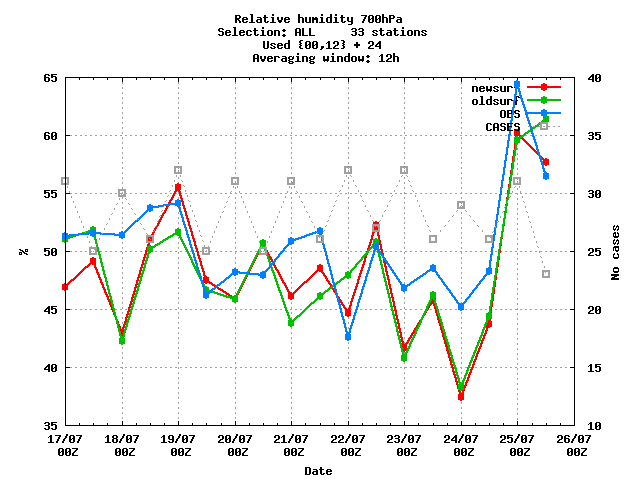 Relative humidity 700hPa
Selection: ALL     33 stations
Used {00,12} + 24
Averaging window: 12h
65
60
55
50
45
40
35
%
40
35
30
25
20
15
10
No cases
newsurf
oldsurf
OBS
CASES
17/07 18/07 19/07 20/07 21/07 22/07 23/07 24/07 25/07 26/07
00Z 00Z 00Z 00Z 00Z 00Z 00Z 00Z 00Z 00Z
Date